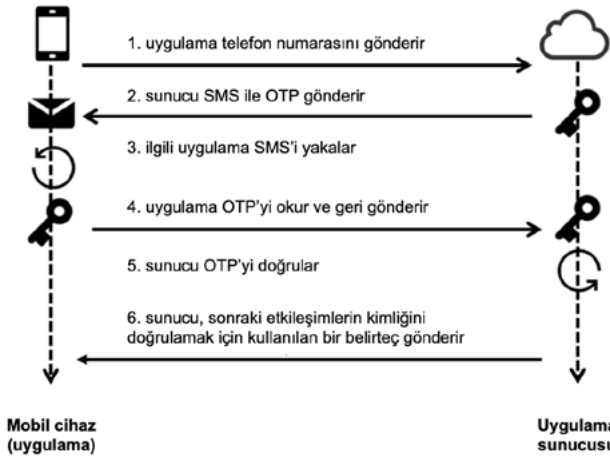 1. uygulama telefon numarasını gönderir
2. sunucu SMS ile OTP gönderir
3. ilgili uygulama SMS'i yakalar
4. uygulama OTP'yi okur ve geri gönderir
5. sunucu OTP'yi doğrular
6. sunucu, sonraki etkileşimlerin kimliğini
doğrulamak için kullanılan bir belirteç gönderir
Mobil cihaz
(uygulama)
Uygulama
sunucusu